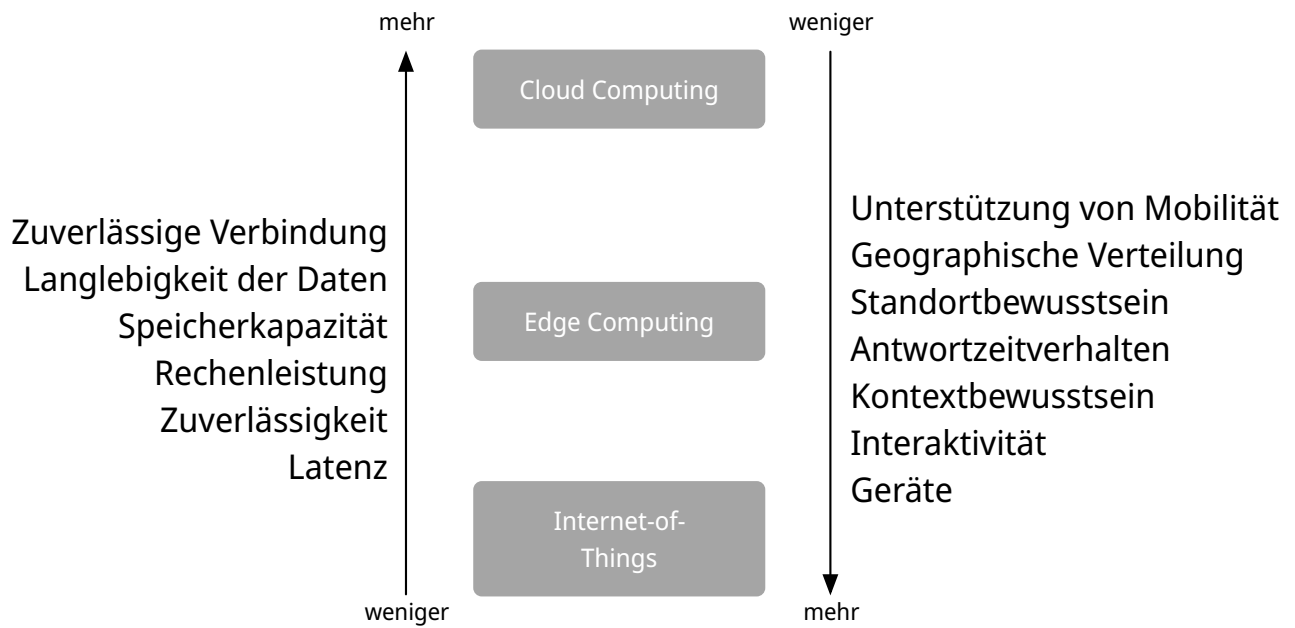 mehr
weniger
Cloud Computing
Zuverlässige Verbindung
Langlebigkeit der Daten
Speicherkapazität
Rechenleistung
Zuverlässigkeit
Latenz
Edge Computing
Unterstützung von Mobilität
Geographische Verteilung
Standortbewusstsein
Antwortzeitverhalten
Kontextbewusstsein
Interaktivität
Geräte
Internet-of-
Things
weniger
mehr